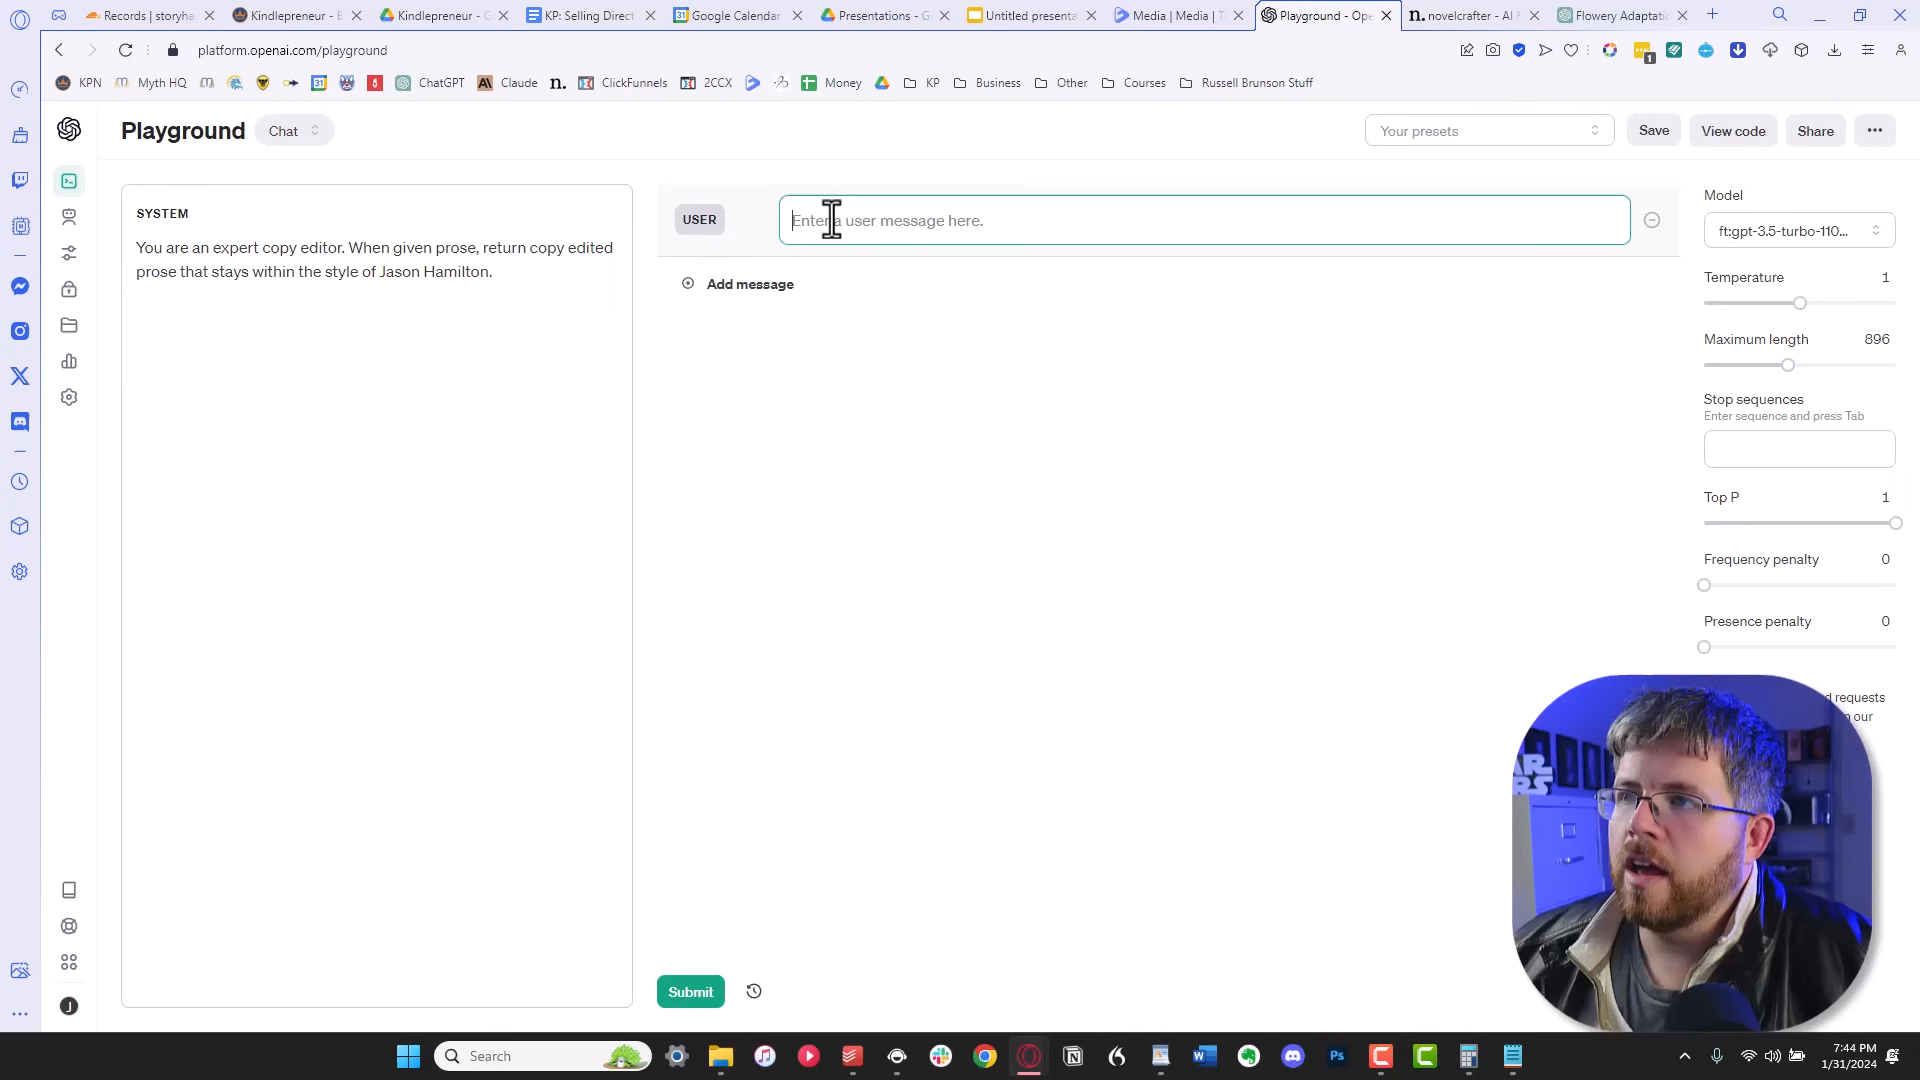 Records | storyha
Kindlepreneur - B
Kindlepreneur - G
KP: Selling Direct
Google Calendar
Presentations - G
Untitled presenta
Media | Media | T
Playground - Ope
novelcrafter - AI F
Flowery Adaptatic
platform.openai.com/playground
1
KPN
Myth HQ
31
ChatGPT
Claude
n.
ClickFunnels
2CCX
Money
KP
Business
Other
Courses
Russell Brunson Stuff
Playground
Chat
Your presets
Save
View code
Share
SYSTEM
You are an expert copy editor. When given prose, return copy edited
prose that stays within the style of Jason Hamilton.
USER
Enter a user message here.
Add message
Submit
Model
ft:gpt-3.5-turbo-110...
Temperature 1
Maximum length 896
Stop sequences
Enter sequence and press Tab
Top P 1
Frequency penalty 0
Presence penalty 0
d requests
n our
J
Search
Ps
7:44 PM
1/31/2024